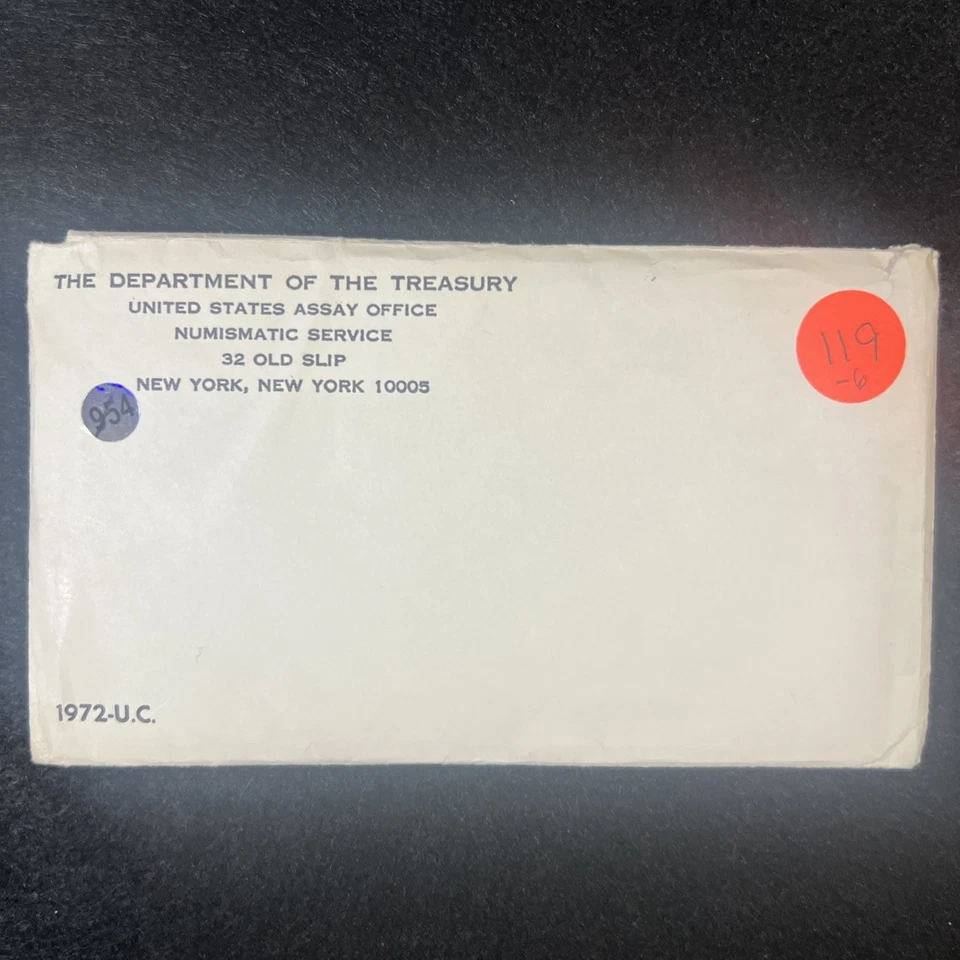 THE DEPARTMENT OF THE TREASURY
UNITED STATES ASSAY OFFICE
NUMISMATIC SERVICE
32 OLD SLIP
NEW YORK, NEW YORK 10005
954
119
-6
1972-U.C.